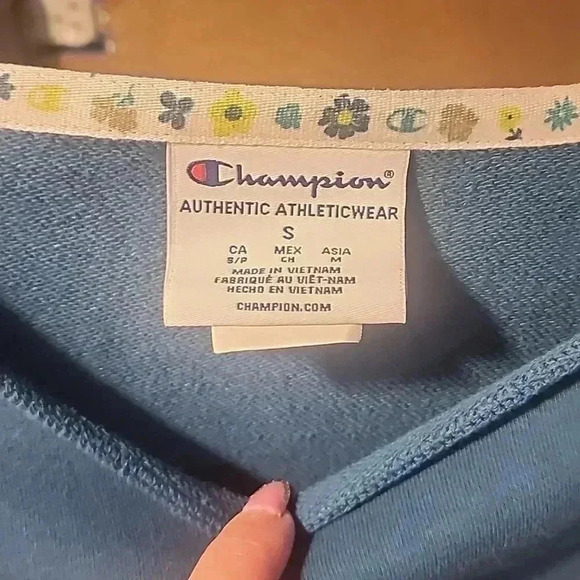 Champion®
AUTHENTIC ATHLETICWEAR
S
CA MEX ASIA
S/P CH M
MADE IN VIETNAM
FABRIQUÉ AU VIÊT-NAM
HECHO EN VIETNAM
CHAMPION.COM